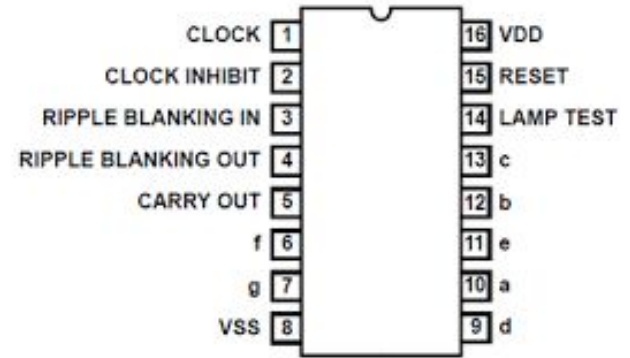 CLOCK 1 16 VDD
CLOCK INHIBIT 2 15 RESET
RIPPLE BLANKING IN 3 14 LAMP TEST
RIPPLE BLANKING OUT 4 13 c
CARRY OUT 5 12 b
f 6 11 e
g 7 10 a
VSS 8 9 d